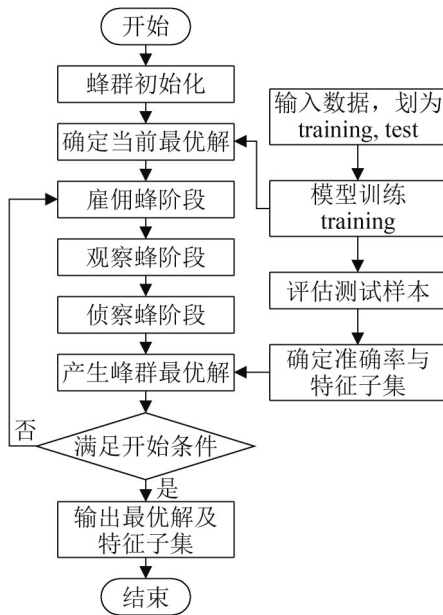 开始
蜂群初始化
确定当前最优解
雇佣蜂阶段
观察蜂阶段
侦察蜂阶段
产生蜂群最优解
满足开始条件
否
是
输出最优解及
特征子集
结束
输入数据，划为
training, test
模型训练
training
评估测试样本
确定准确率与
特征子集